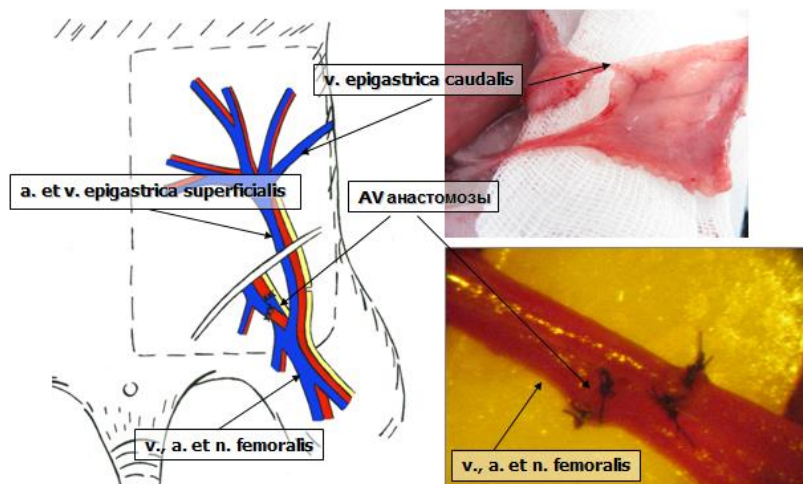 v. epigastrica caudalis
a. et v. epigastrica superficialis
AV анастомозы
v., a. et n. femoralis
v., a. et n. femoralis